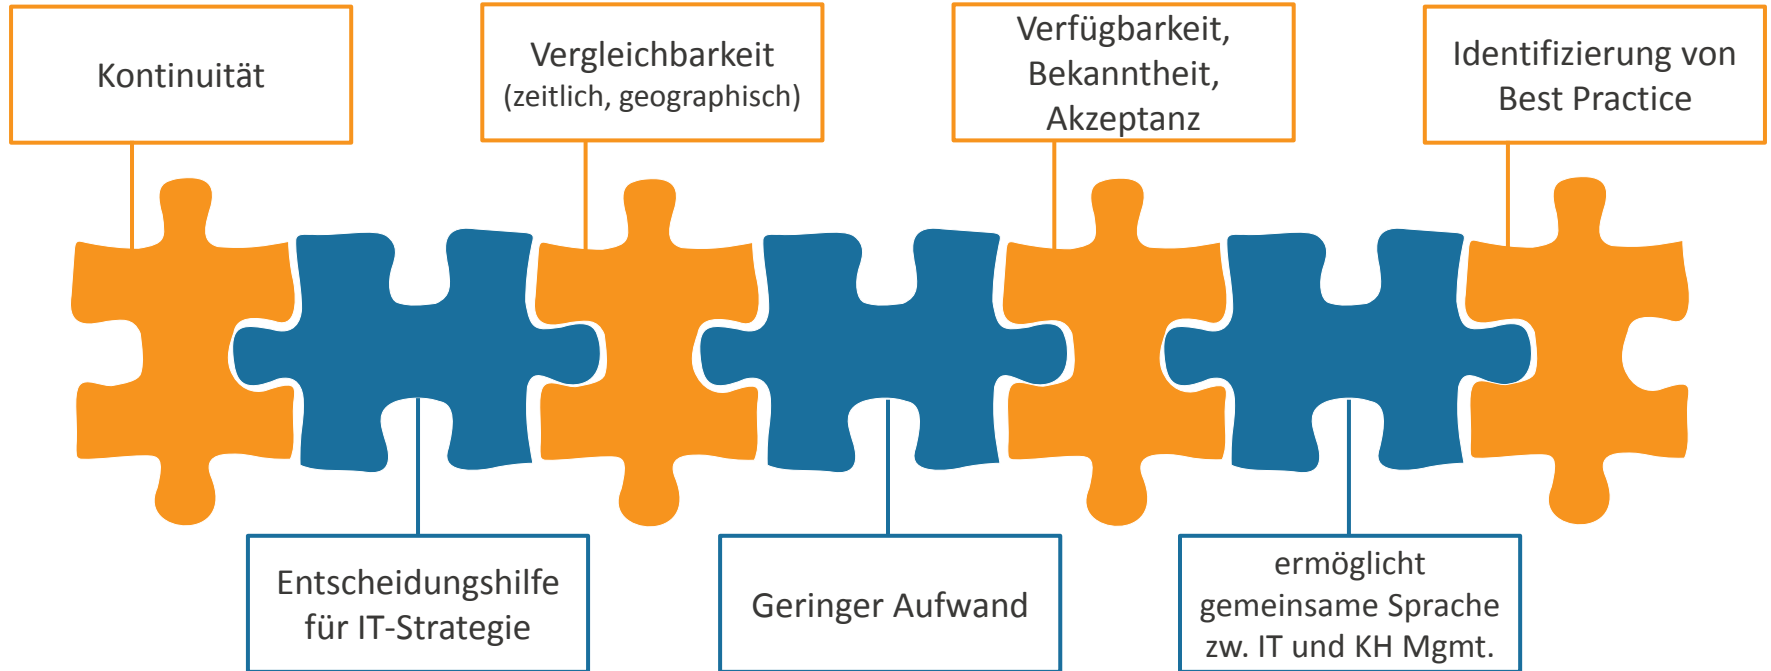 Kontinuität
Vergleichbarkeit
(zeitlich, geographisch)
Verfügbarkeit,
Bekanntheit,
Akzeptanz
Identifizierung von
Best Practice
Entscheidungshilfe
für IT-Strategie
Geringer Aufwand
ermöglicht
gemeinsame Sprache
zw. IT und KH Mgmt.